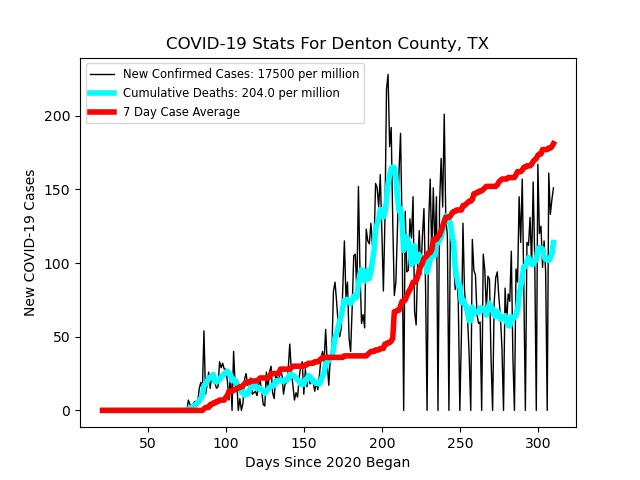 COVID-19 Stats For Denton County, TX
New Confirmed Cases: 17500 per million
Cumulative Deaths: 204.0 per million
7 Day Case Average
New COVID-19 Cases
200
150
100
50
0
50 100 150 200 250 300
Days Since 2020 Began